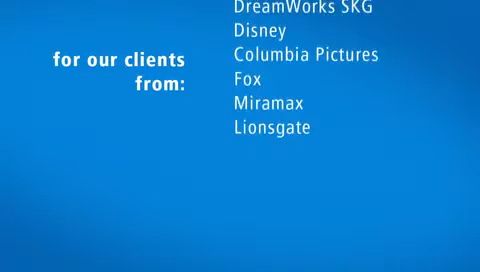 DreamWorks SKG
Disney
for our clients
from:
Columbia Pictures
Fox
Miramax
Lionsgate